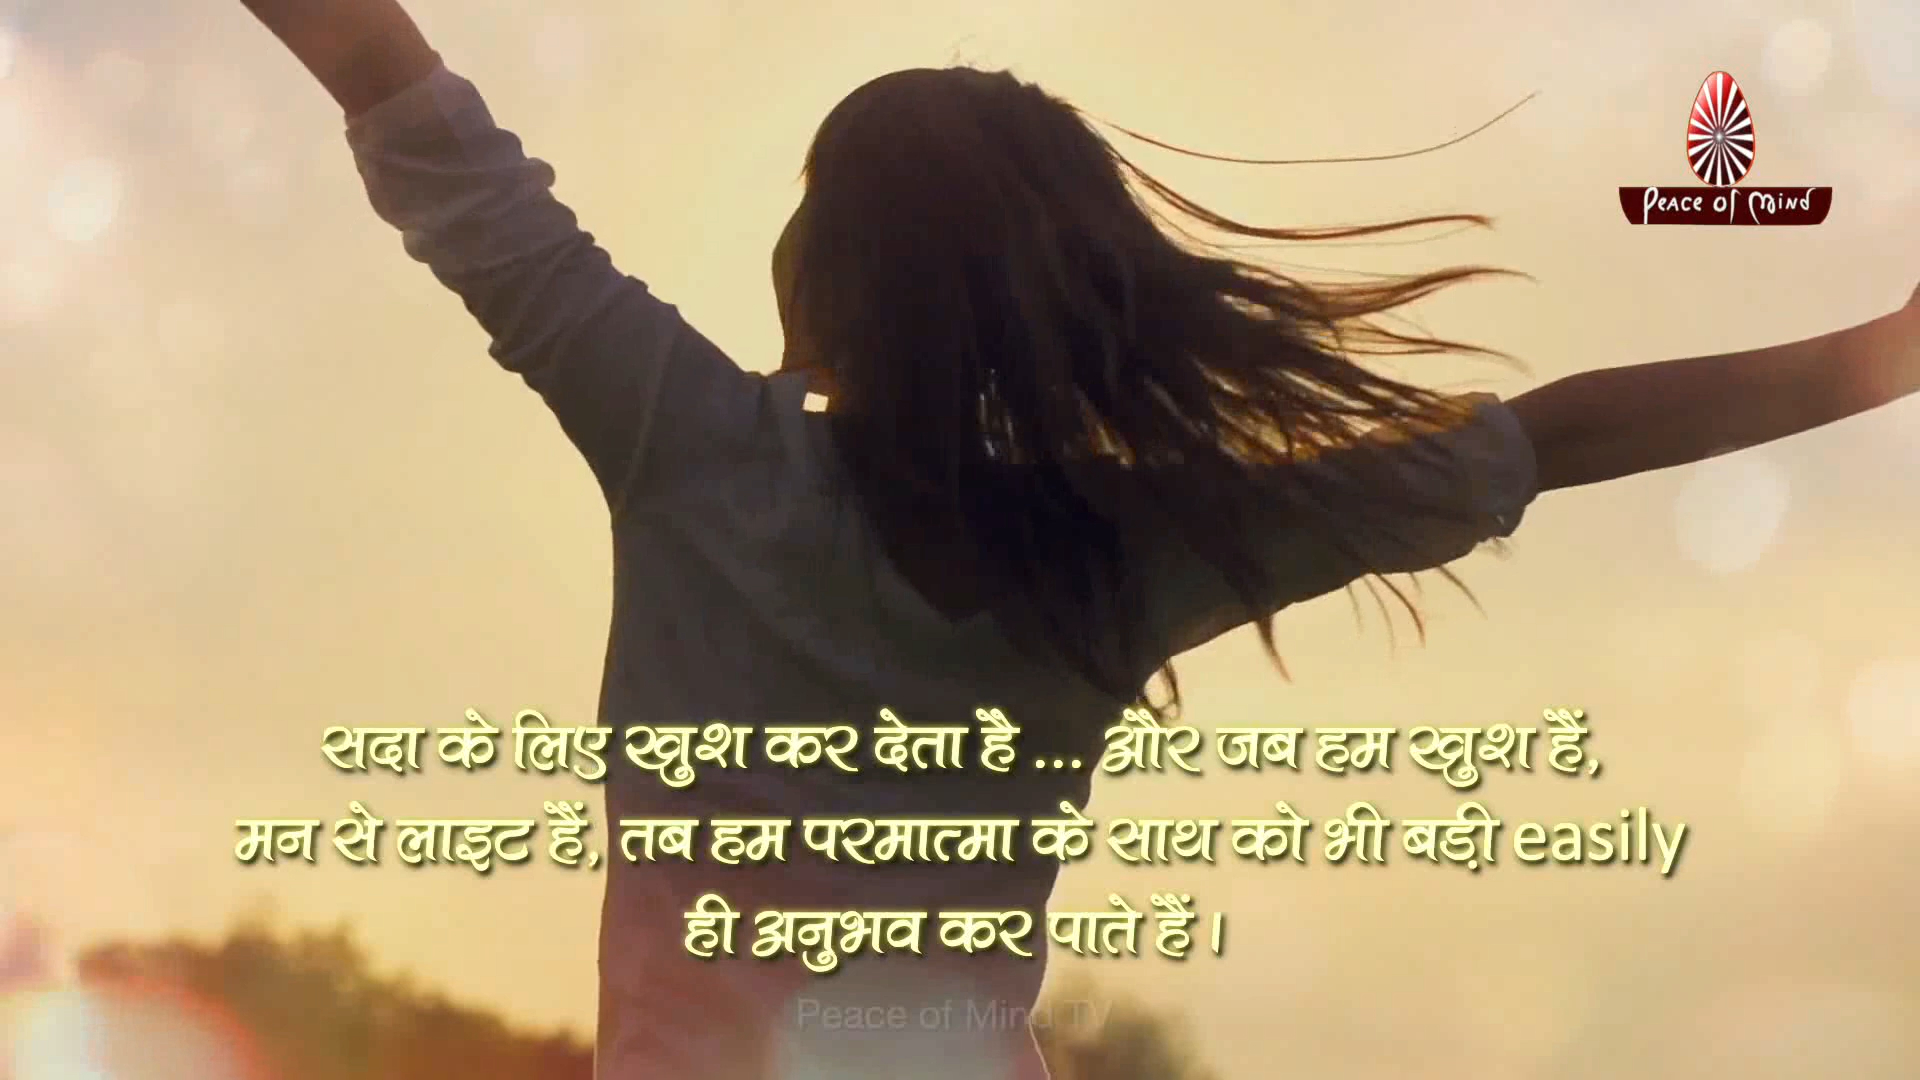 Peace of Mind
सदा के लिए खुश कर देता है ... और जब हम खुश हैं,
मन से लाइट हैं, तब हम परमात्मा के साथ को भी बड़ी easily
ही अनुभव कर पाते हैं।
Peace of Mind TV